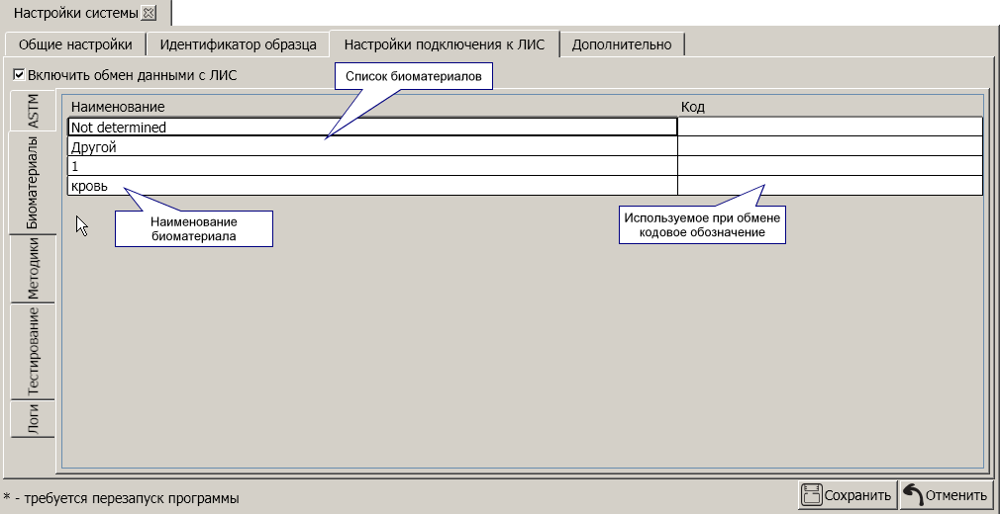 Настройки системы
Общие настройки
Идентификатор образца
Настройки подключения к ЛИС
Дополнительно
Включить обмен данными с ЛИС
Список биоматериалов
ASTM
Биоматериалы
Методики
Тестирование
Логи
Наименование
Код
Not determined
Другой
1
кровь
Наименование
биоматериала
Используемое при обмене
кодовое обозначение
* - требуется перезапуск программы
Сохранить
Отменить